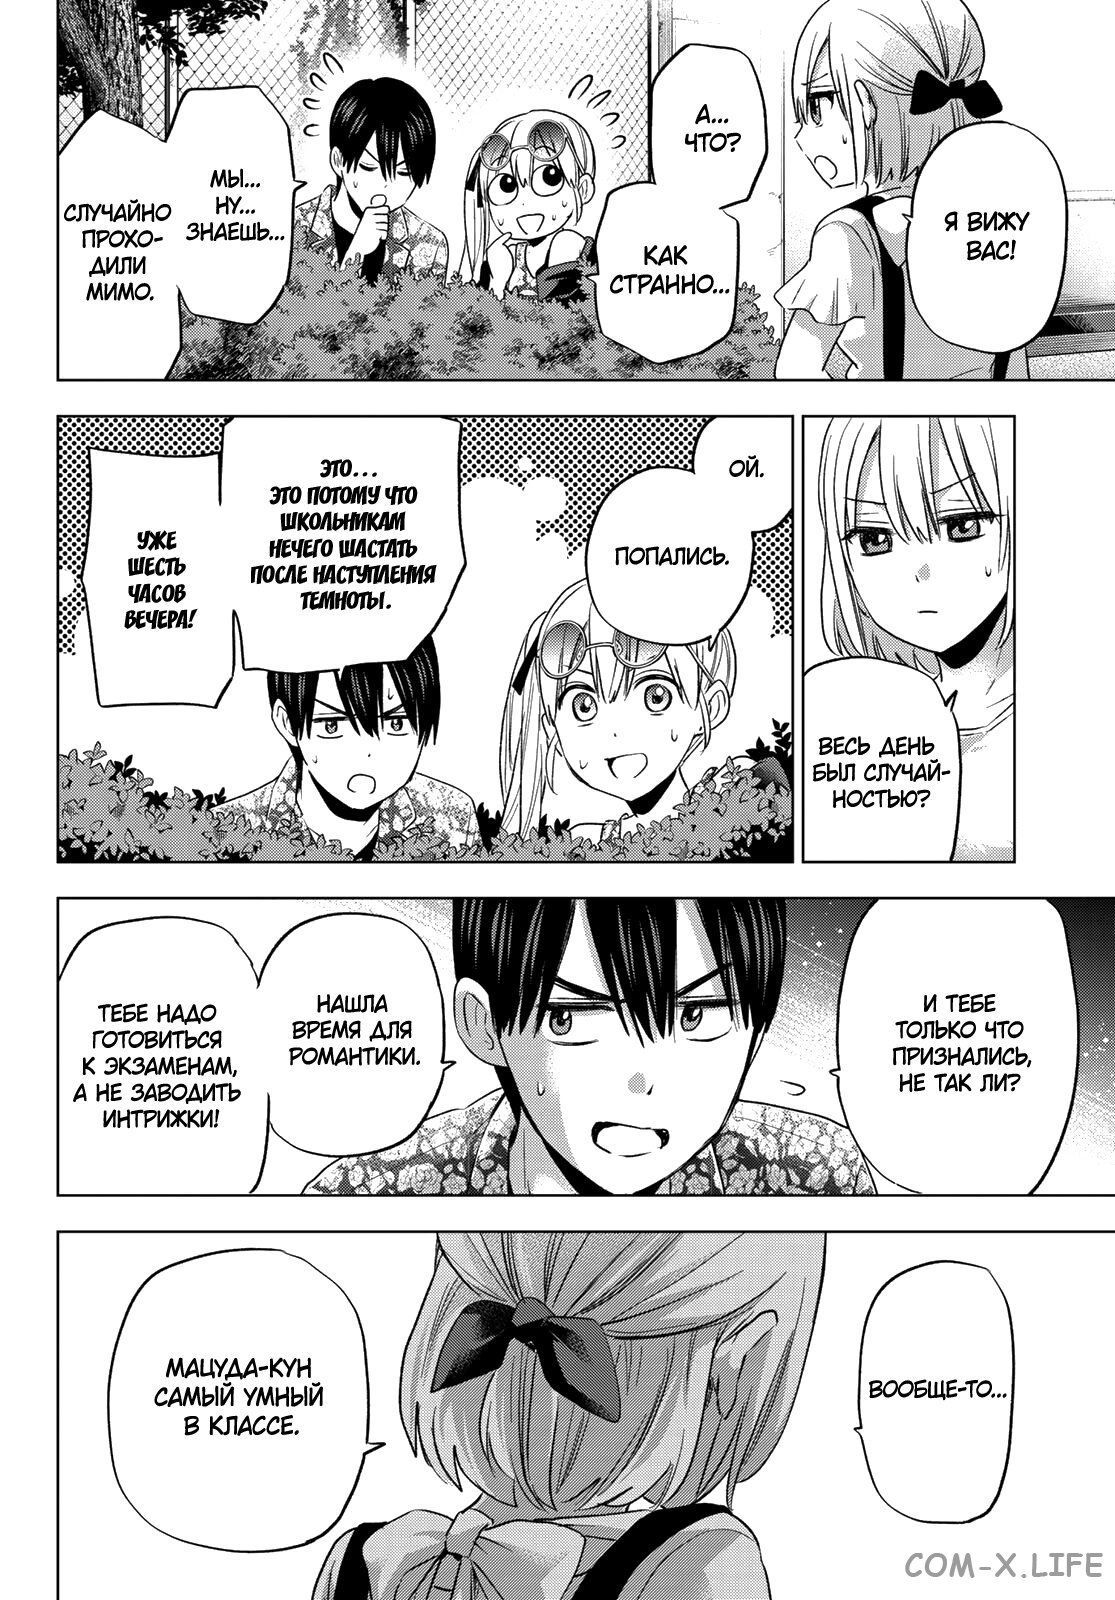 Я ВИЖУ
ВАС!
А...
ЧТО?
КАК
СТРАННО...
МЫ...
НУ...
ЗНАЕШЬ...
СЛУЧАЙНО
ПРОХО-
ДИЛИ
МИМО.
ВЕСЬ ДЕНЬ
БЫЛ СЛУЧАЙ-
НОСТЬЮ?
ОЙ.
ПОПАЛИСЬ.
ЭТО...
ЭТО ПОТОМУ ЧТО
ШКОЛЬНИКАМ
НЕЧЕГО ШАСТАТЬ
ПОСЛЕ НАСТУПЛЕНИЯ
ТЕМНОТЫ.
УЖЕ
ШЕСТЬ
ЧАСОВ
ВЕЧЕРА!
И ТЕБЕ
ТОЛЬКО ЧТО
ПРИЗНАЛИСЬ,
НЕ ТАК ЛИ?
НАШЛА
ВРЕМЯ ДЛЯ
РОМАНТИКИ.
ТЕБЕ НАДО
ГОТОВИТЬСЯ
К ЭКЗАМЕНАМ,
А НЕ ЗАВОДИТЬ
ИНТРИЖКИ!
ВООБЩЕ-ТО...
МАЦУДА-КУН
САМЫЙ УМНЫЙ
В КЛАССЕ.
COM-X.LIFE